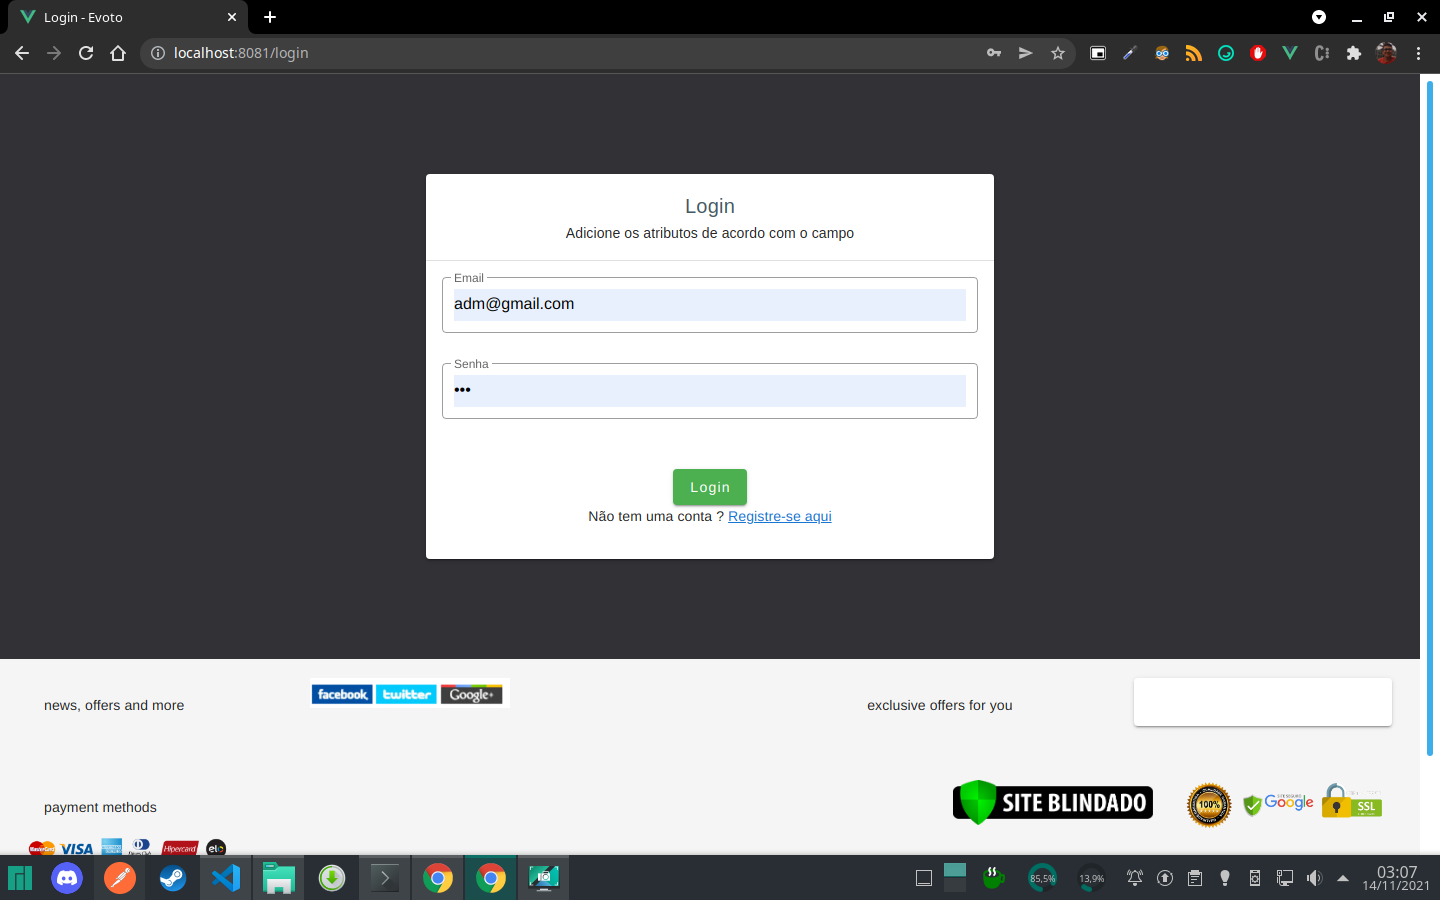 Login - Evoto
localhost:8081/login
Login
Adicione os atributos de acordo com o campo
Email
adm@gmail.com
Senha
•••
Login
Não tem uma conta ? Registre-se aqui
news, offers and more
facebook twitter Google+
exclusive offers for you
payment methods
SITE BLINDADO
100%
Google
SSL
MasterCard VISA
Hipercard elo
85,5%
13,9%
03:07
14/11/2021